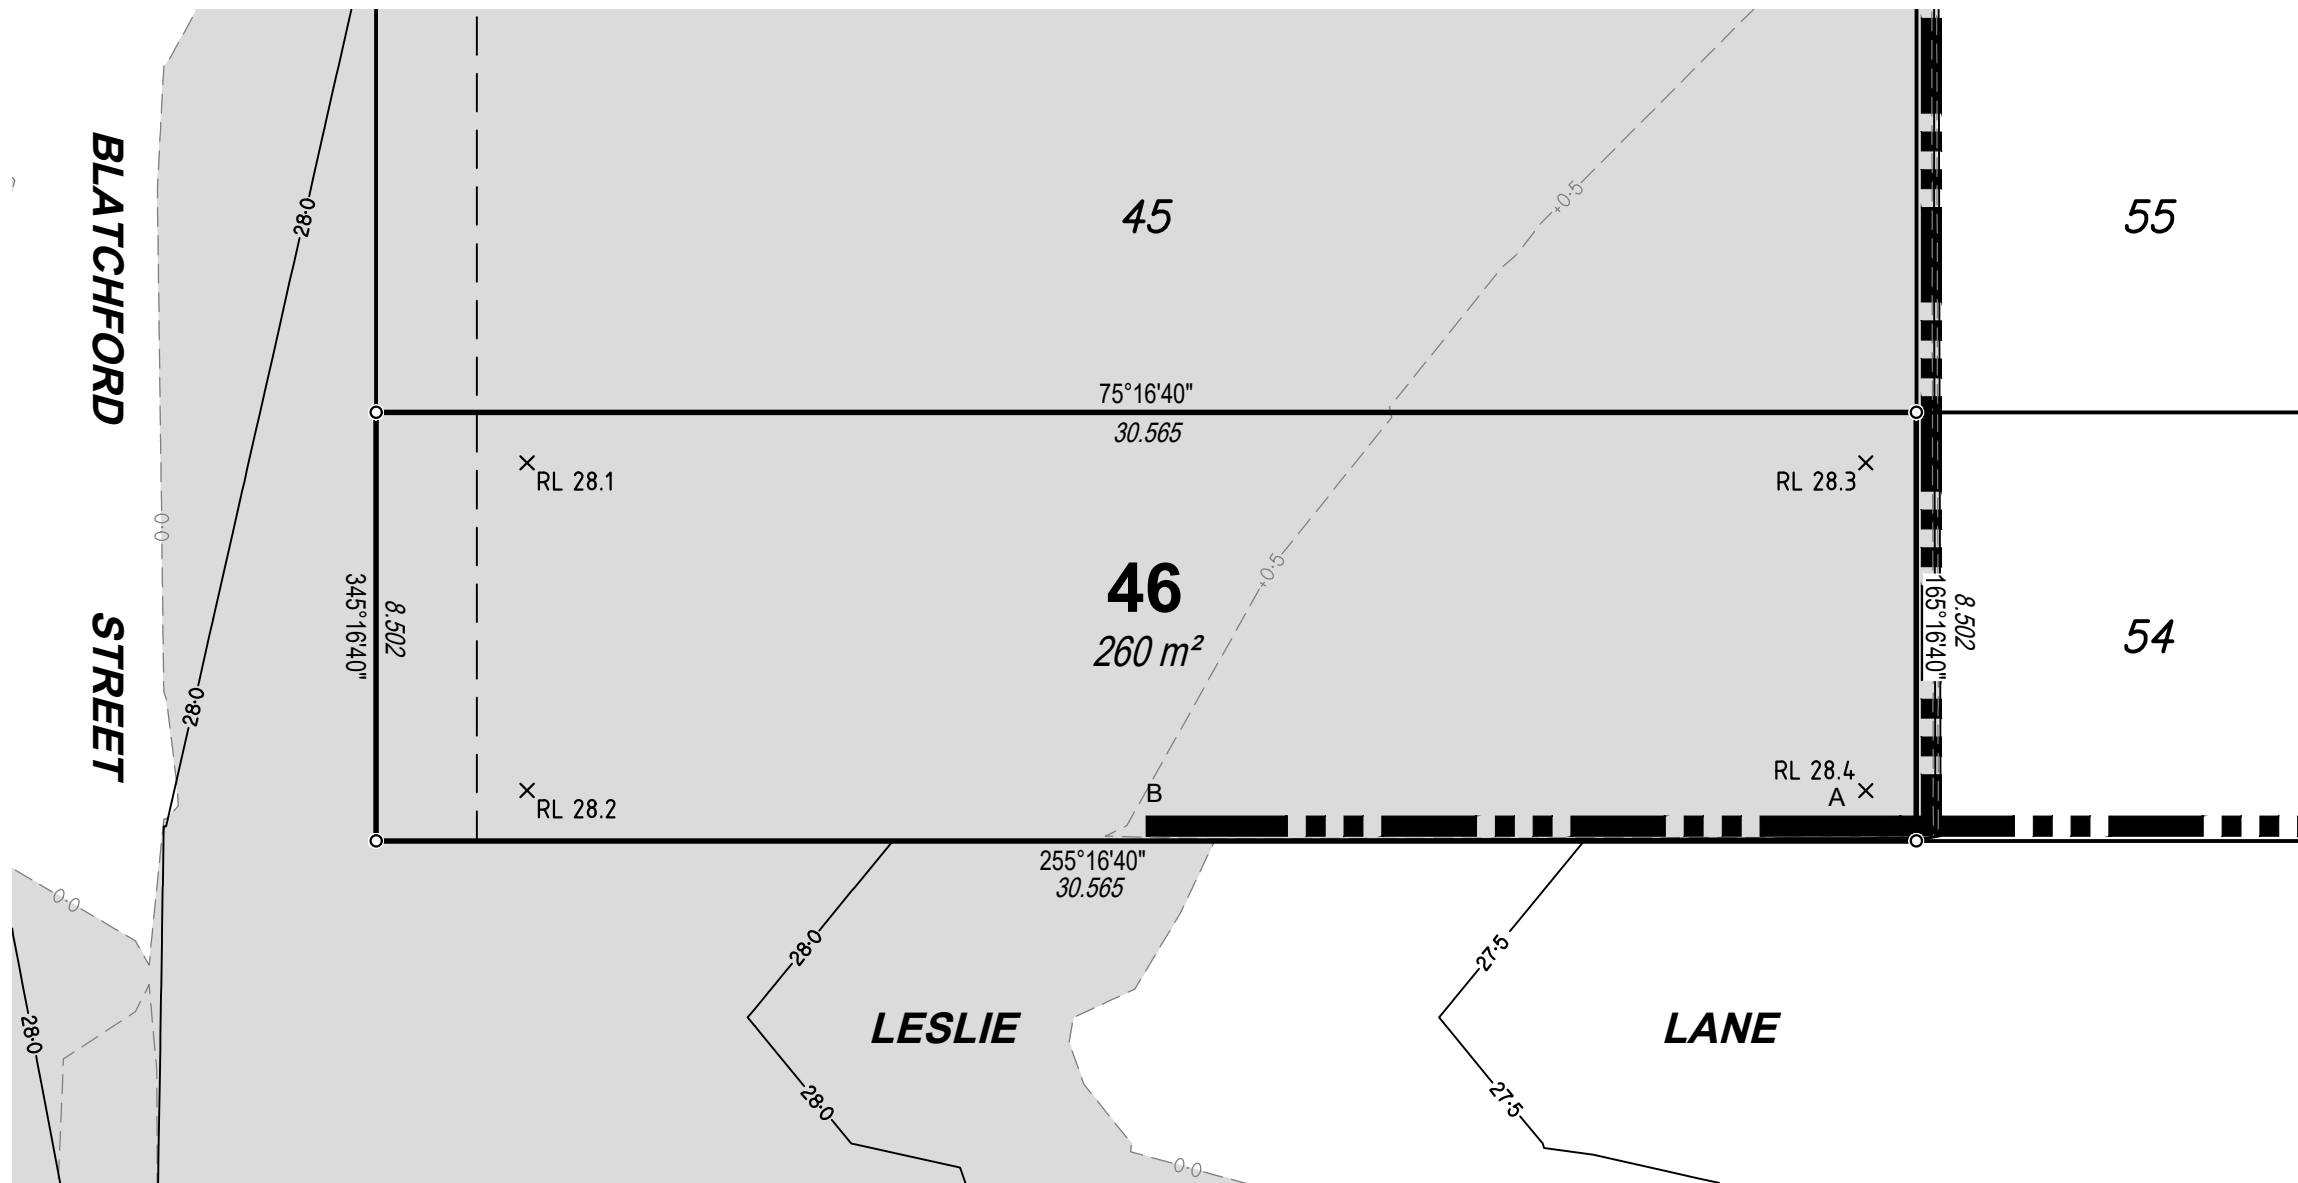 BLATCHFORD STREET
28·0
45
+0·5
55
75°16'40"
30.565
RL 28.1
RL 28.3
0·0
46
260 m²
+0·5
345°16'40"
8.502
165°16'40"
8.502
54
28·0
RL 28.2
B
RL 28.4
A
255°16'40"
30.565
0·0
28·0
27·5
28·0
LESLIE LANE
28·0
27·5
0·0